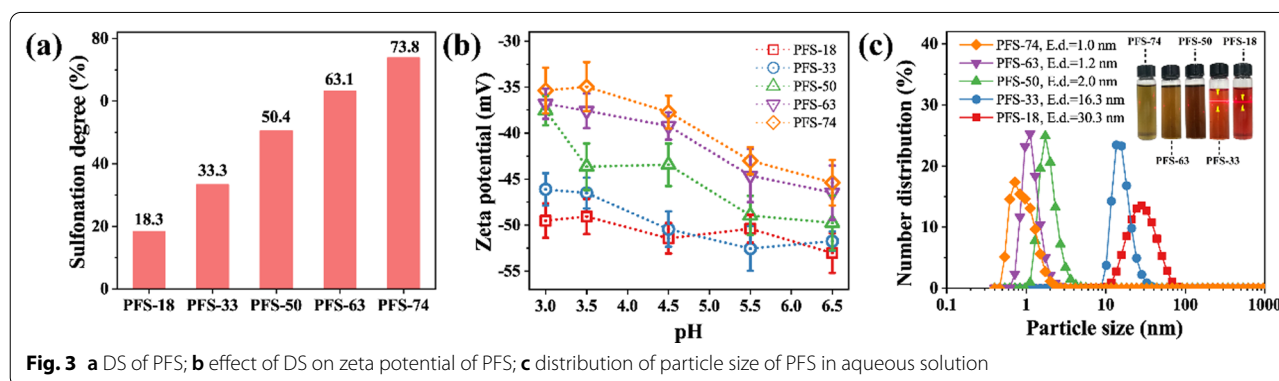 (a)
Sulfonation degree (%)
80
60
40
20
0
18.3
33.3
50.4
63.1
73.8
PFS-18 PFS-33 PFS-50 PFS-63 PFS-74
(b)
Zeta potential (mV)
-35
-40
-45
-50
-55
PFS-18
PFS-33
PFS-50
PFS-63
PFS-74
3.0 3.5 4.0 4.5 5.0 5.5 6.0 6.5
pH
(c)
Number distribution (%)
40
30
20
10
0
PFS-74, E.d.=1.0 nm
PFS-63, E.d.=1.2 nm
PFS-50, E.d.=2.0 nm
PFS-33, E.d.=16.3 nm
PFS-18, E.d.=30.3 nm
PFS-74 PFS-50 PFS-18
PFS-63 PFS-33
0.1 1 10 100 1000
Particle size (nm)
Fig. 3 a DS of PFS; b effect of DS on zeta potential of PFS; c distribution of particle size of PFS in aqueous solution